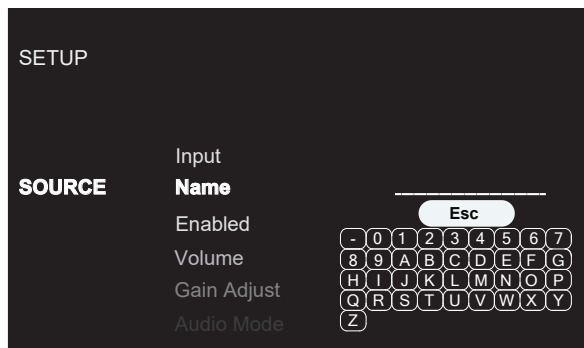 SETUP
Input
SOURCE Name ______________
Esc
Enabled
- 0 1 2 3 4 5 6 7
Volume
8 9 A B C D E F G
H I J K L M N O P
Gain Adjust
Q R S T U V W X Y
Z
Audio Mode